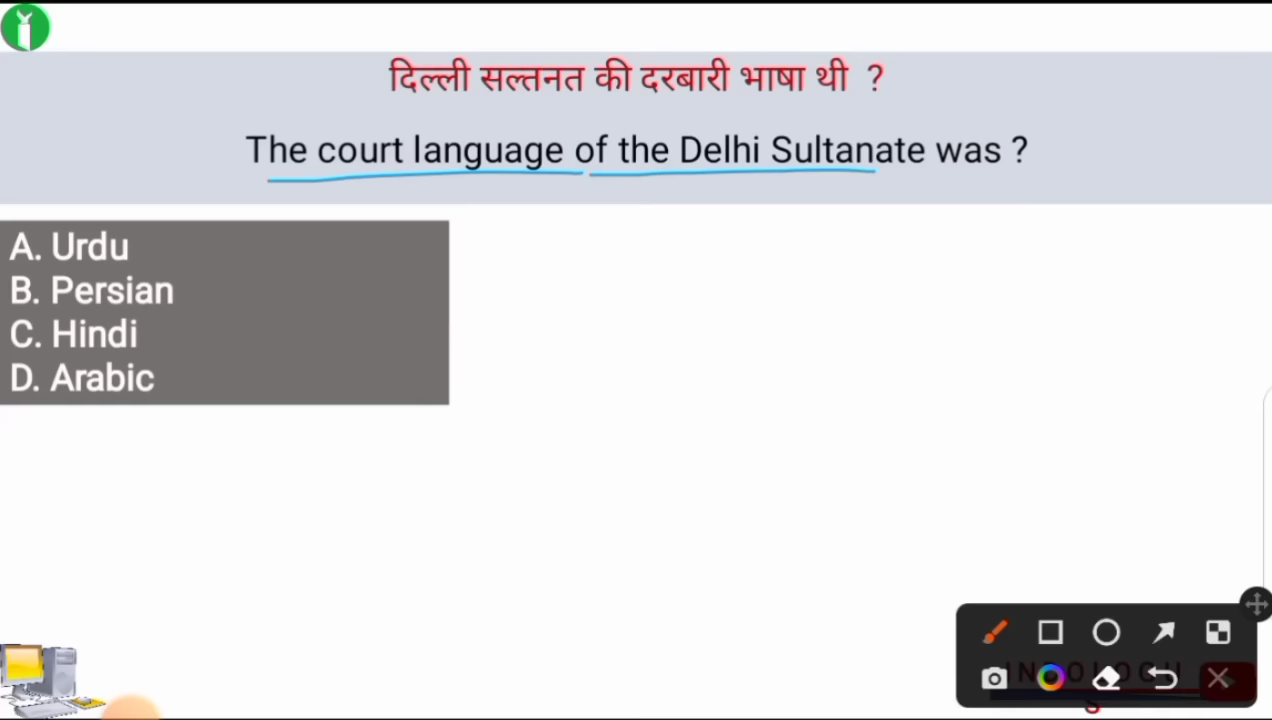 दिल्ली सल्तनत की दरबारी भाषा थी ?
The court language of the Delhi Sultanate was ?
A. Urdu
B. Persian
C. Hindi
D. Arabic